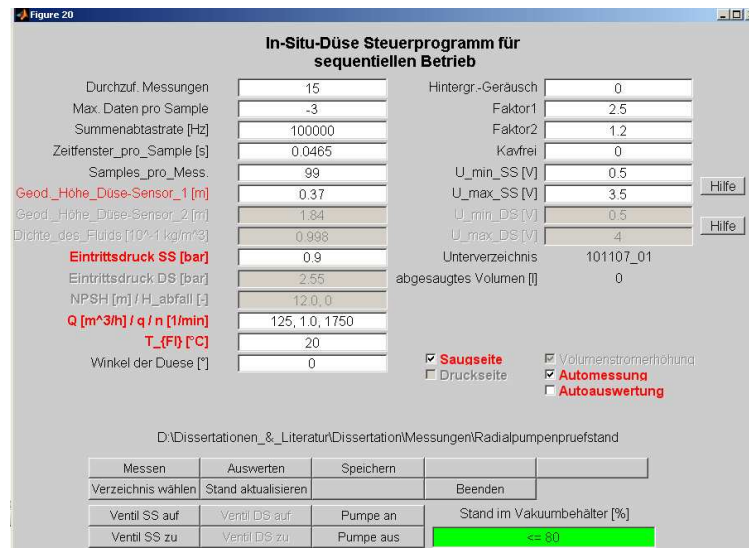 Figure 20
In-Situ-Düse Steuerprogramm für
sequentiellen Betrieb
Durchzuf. Messungen 15 Hintergr.-Geräusch 0
Max. Daten pro Sample -3 Faktor1 2.5
Summenabtastrate [Hz] 100000 Faktor2 1.2
Zeitfenster_pro_Sample [s] 0.0465 Kavfrei 0
Samples_pro_Mess. 99 U_min_SS [V] 0.5
Geod._Höhe_Düse-Sensor_1 [m] 0.37 U_max_SS [V] 3.5 Hilfe
Geod._Höhe_Düse-Sensor_2 [m] 1.84 U_min_DS [V] 0.5
Dichte_des_Fluids [10^-1 kg/m^3] 0.998 U_max_DS [V] 4 Hilfe
Eintrittsdruck SS [bar] 0.9 Unterverzeichnis 101107_01
Eintrittsdruck DS [bar] 2.55 abgesaugtes Volumen [l] 0
NPSH [m] / H_abfall [-] 12.0, 0
Q [m^3/h] / q / n [1/min] 125, 1.0, 1750
T_{Fl} [°C] 20
Winkel der Duese [°] 0
Saugseite Volumenstromerhöhung
Druckseite Automessung
Autoauswertung
D:\Dissertationen_&_Literatur\Dissertation\Messungen\Radialpumpenpruefstand
Messen Auswerten Speichern
Verzeichnis wählen Stand aktualisieren Beenden
Ventil SS auf Ventil DS auf Pumpe an Stand im Vakuumbehälter [%]
Ventil SS zu Ventil DS zu Pumpe aus <= 80